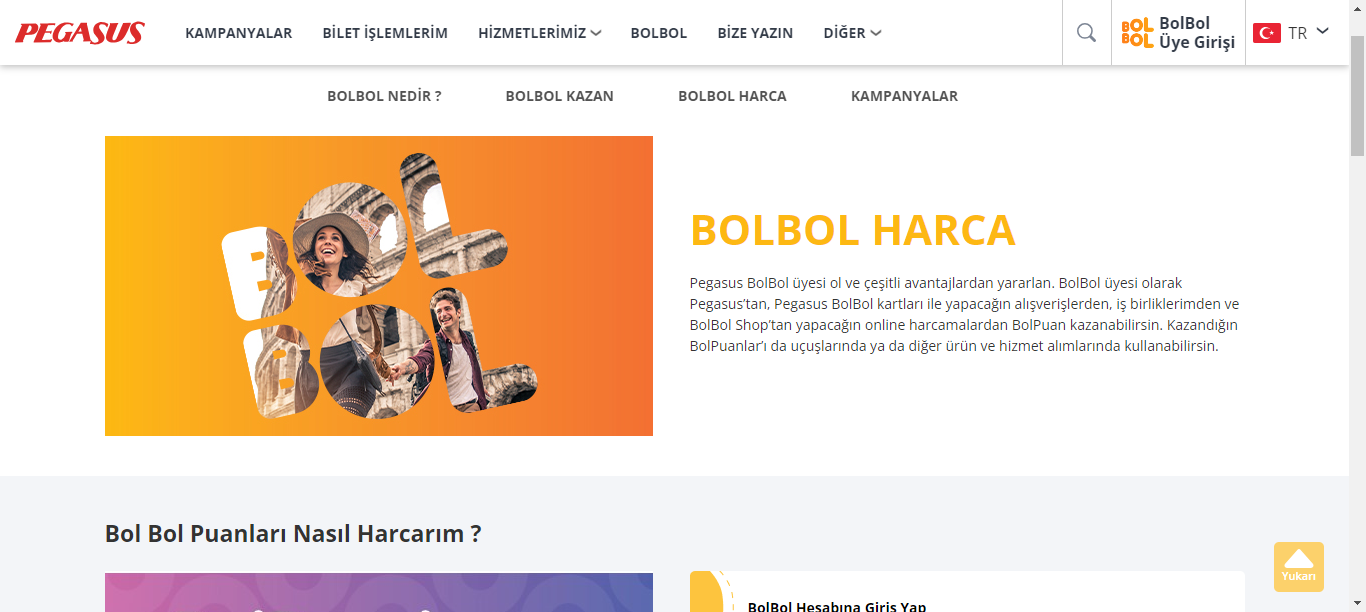 PEGASUS
KAMPANYALAR
BİLET İŞLEMLERİM
HİZMETLERİMİZ
BOLBOL
BİZE YAZIN
DİĞER
BOL
BOL
BolBol
Üye Girişi
TR
BOLBOL NEDİR ?
BOLBOL KAZAN
BOLBOL HARCA
KAMPANYALAR
BOL
BOL
BOLBOL HARCA
Pegasus BolBol üyesi ol ve çeşitli avantajlardan yararlan. BolBol üyesi olarak
Pegasus’tan, Pegasus BolBol kartları ile yapacağın alışverişlerden, iş birliklerimden ve
BolBol Shop’tan yapacağın online harcamalardan BolPuan kazanabilirsin. Kazandığın
BolPuanlar’ı da uçuşlarında ya da diğer ürün ve hizmet alımlarında kullanabilirsin.
Bol Bol Puanları Nasıl Harcarım ?
BolBol Hesabına Giriş Yap
Yukarı